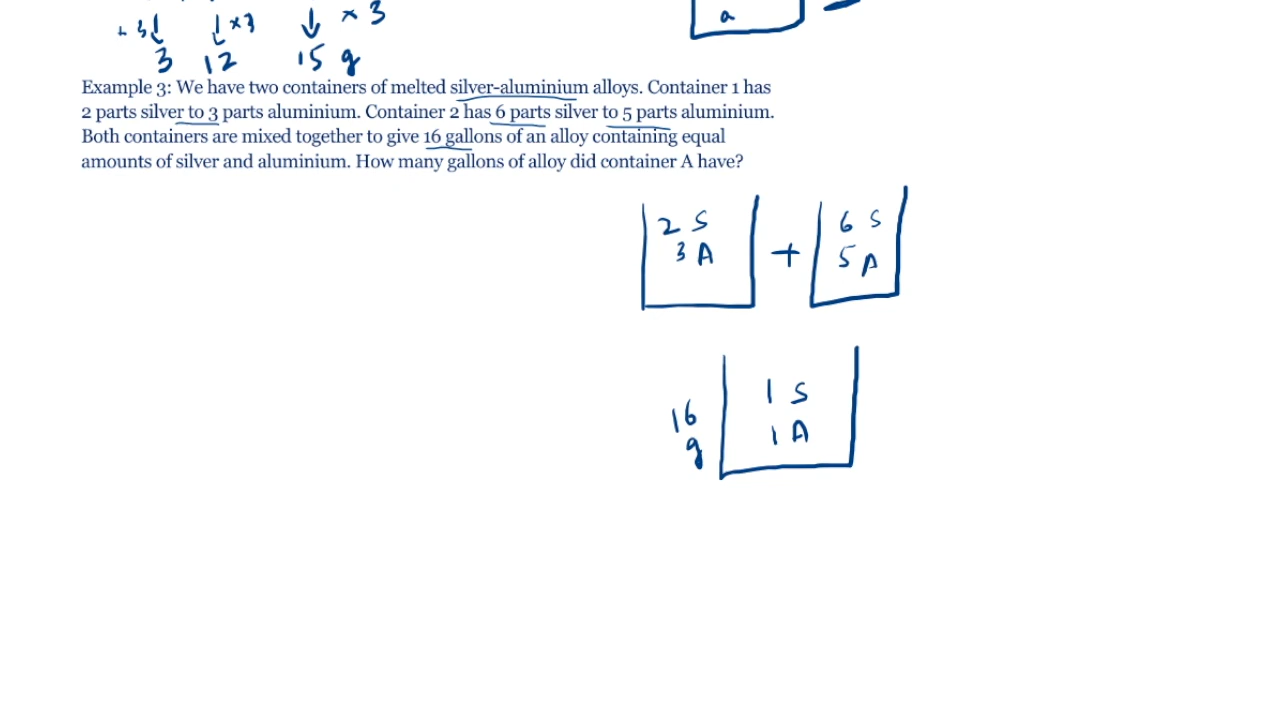 + 3 × 3 × 3
3 12 15 g
a
Example 3: We have two containers of melted silver-aluminium alloys. Container 1 has
2 parts silver to 3 parts aluminium. Container 2 has 6 parts silver to 5 parts aluminium.
Both containers are mixed together to give 16 gallons of an alloy containing equal
amounts of silver and aluminium. How many gallons of alloy did container A have?
2 S + 6 S
3 A 5 A
16 1 S
g 1 A